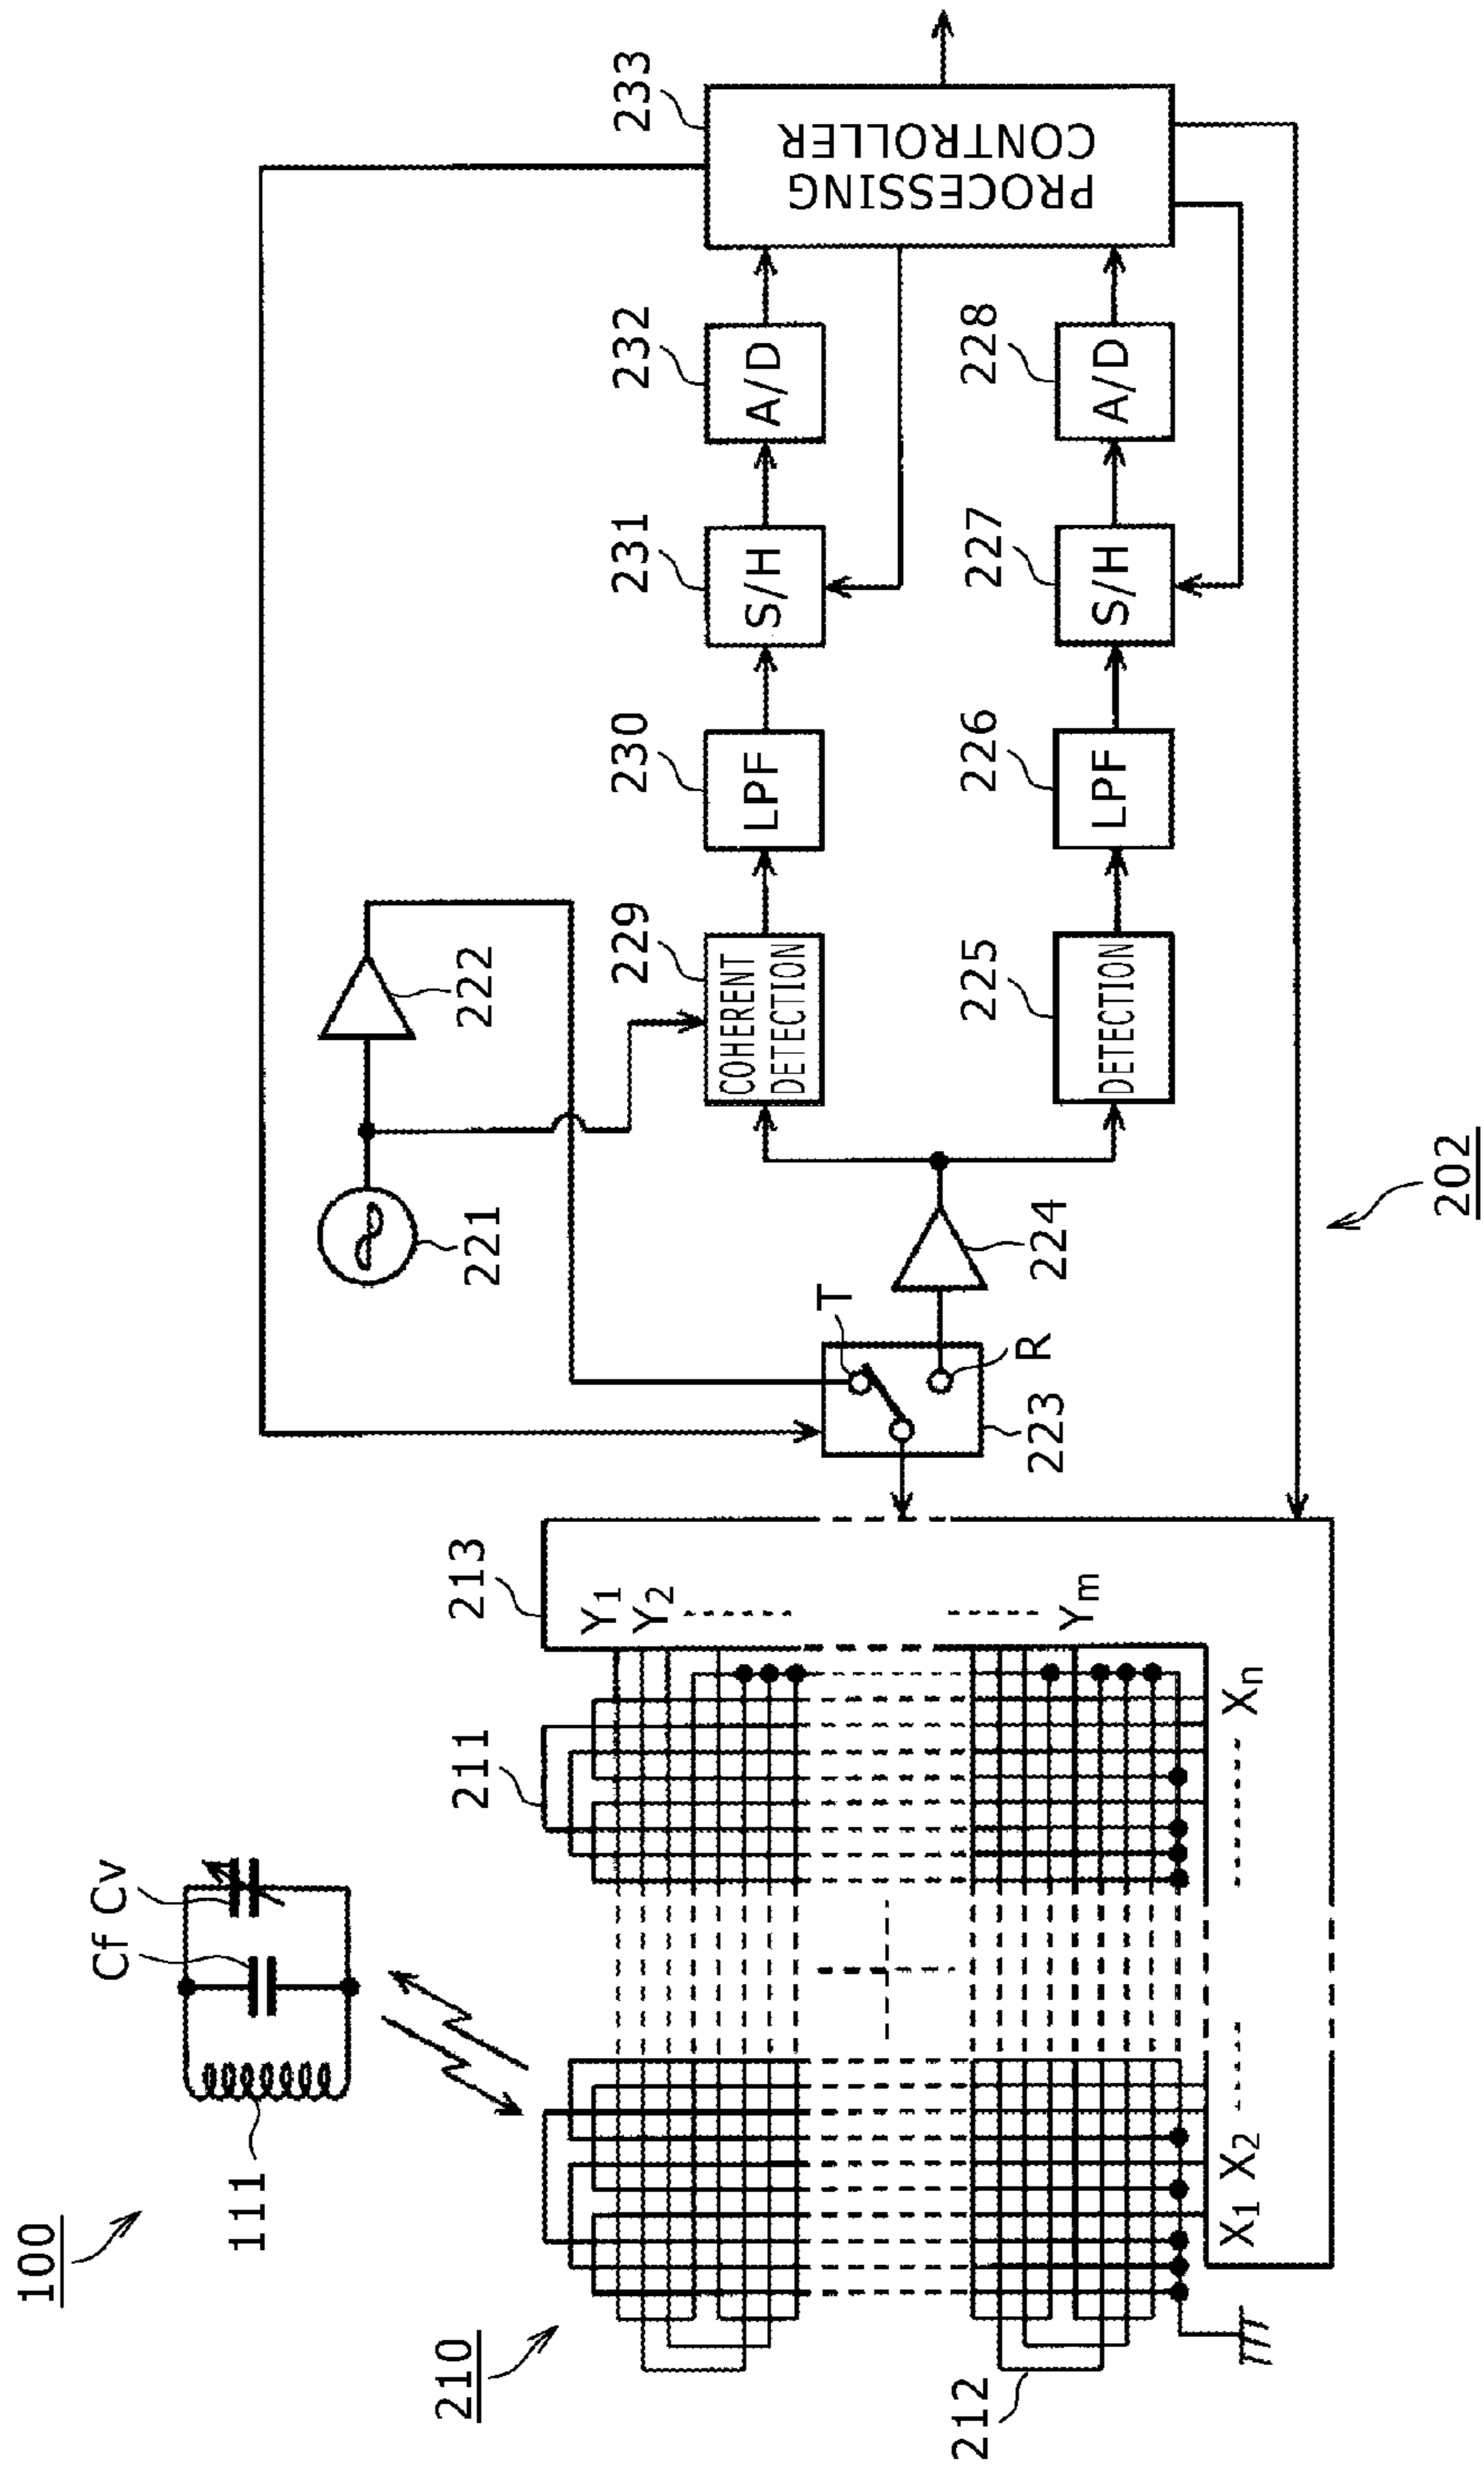 100
111
Cf
Cv
210
211
212
213
Y1
Y2
Ym
X1
X2
Xn
221
222
223
T
R
224
COHERENT
DETECTION
229
LPF
230
S/H
231
A/D
232
DETECTION
225
LPF
226
S/H
227
A/D
228
PROCESSING
CONTROLLER
233
202